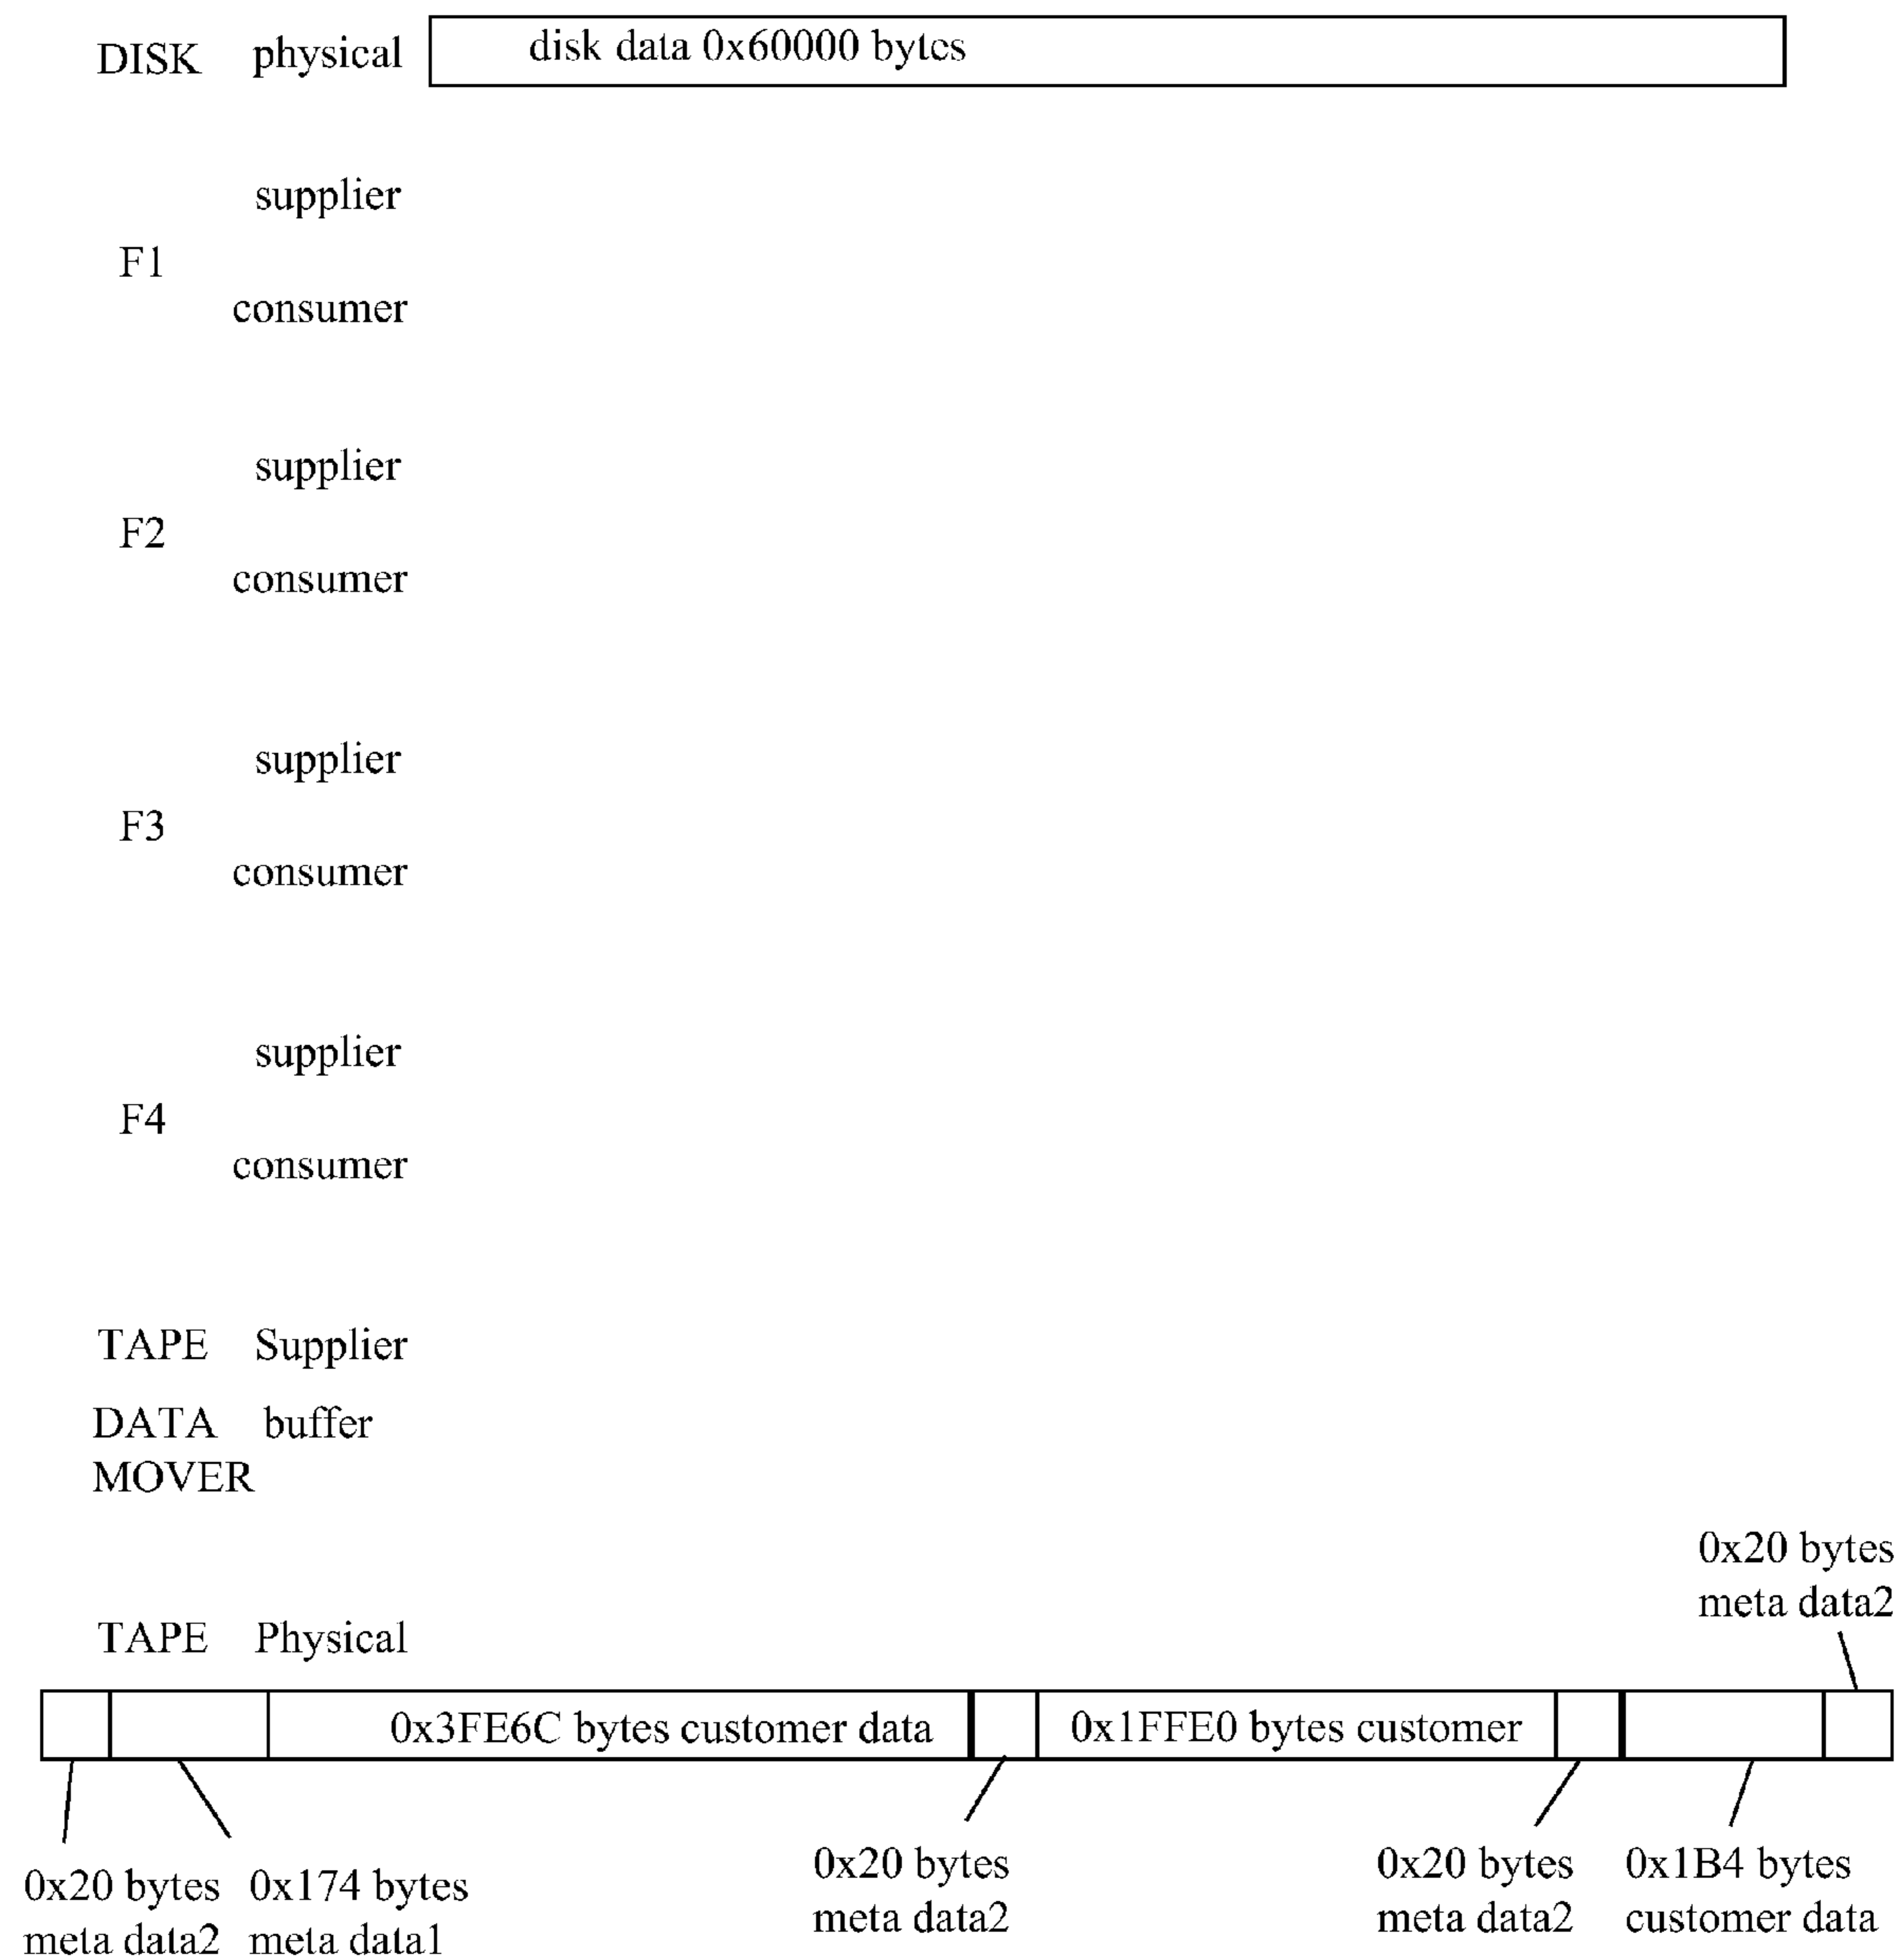 DISK physical disk data 0x60000 bytes
supplier
F1
consumer
supplier
F2
consumer
supplier
F3
consumer
supplier
F4
consumer
TAPE Supplier
DATA buffer
MOVER
0x20 bytes
meta data2
TAPE Physical
0x3FE6C bytes customer data 0x1FFE0 bytes customer
0x20 bytes
meta data2
0x174 bytes
meta data1
0x20 bytes
meta data2
0x20 bytes
meta data2
0x1B4 bytes
customer data